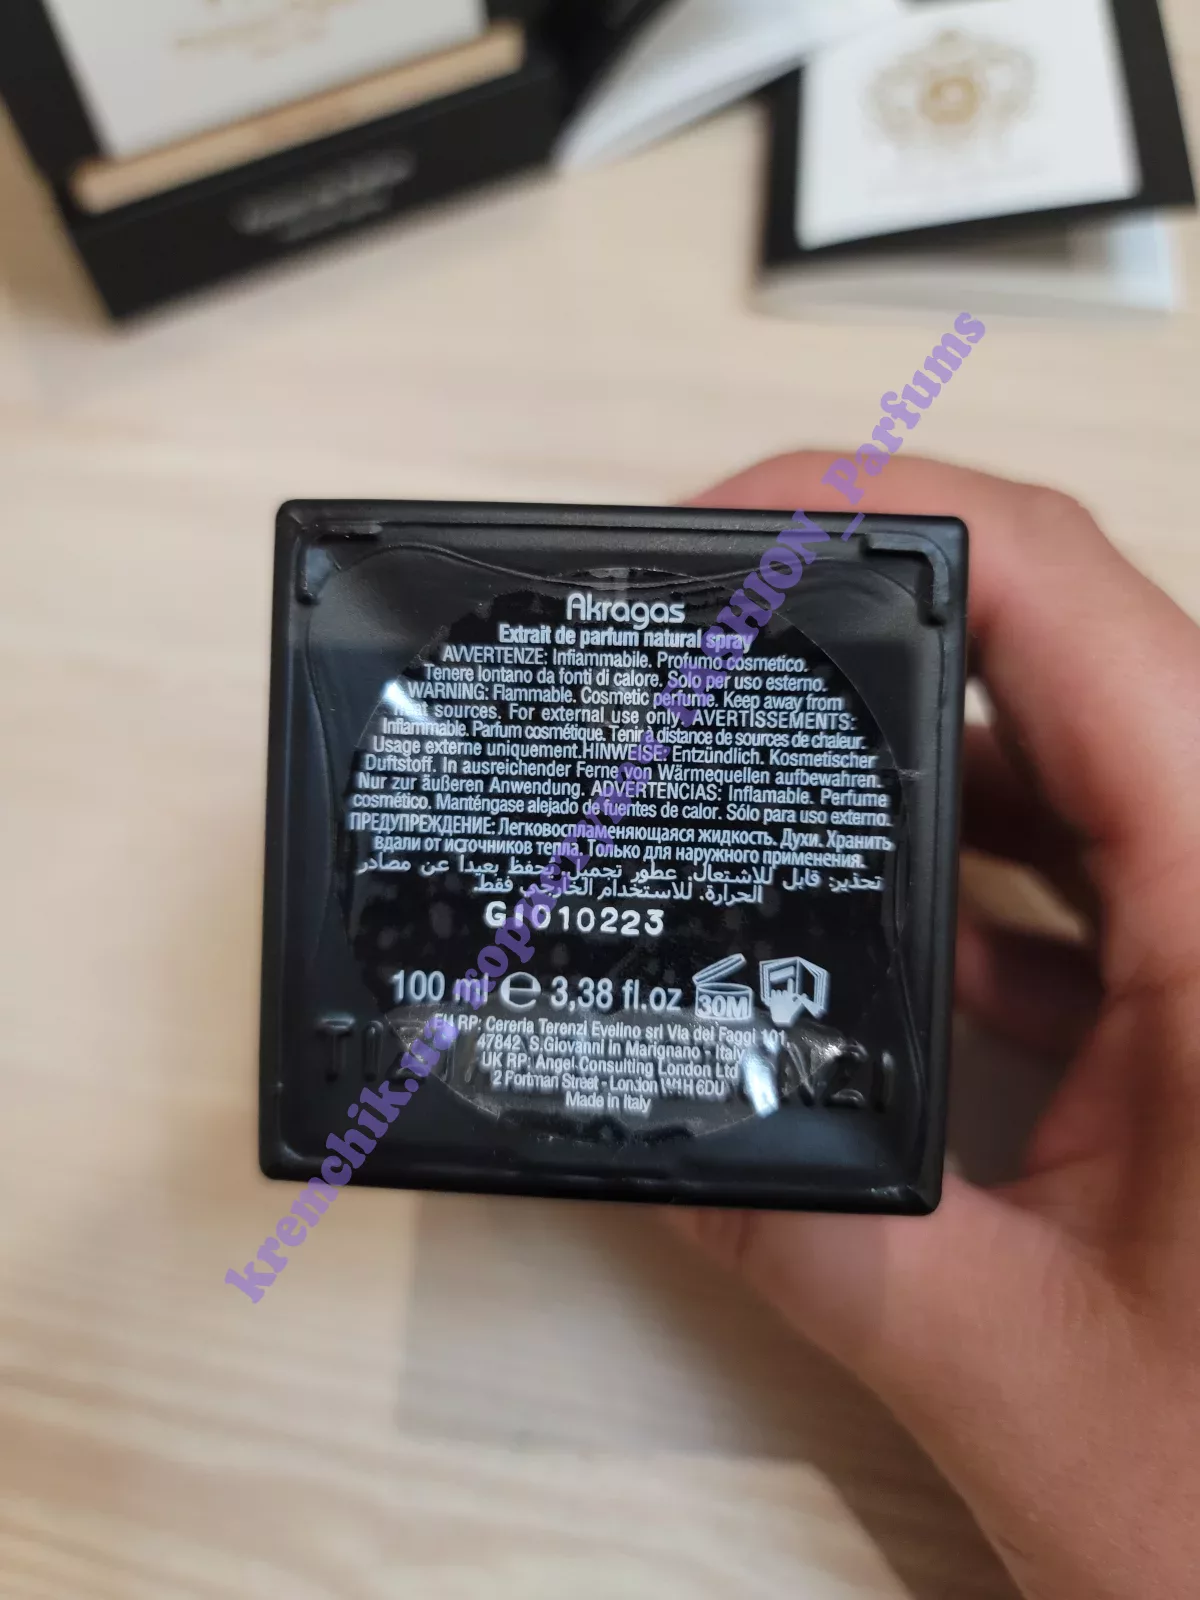 Akragas
Extrait de parfum natural spray
AVVERTENZE: Infiammabile. Profumo cosmetico.
Tenere lontano da fonti di calore. Solo per uso esterno.
WARNING: Flammable. Cosmetic perfume. Keep away from
heat sources. For external use only. AVERTISSEMENTS:
Inflammable. Parfum cosmétique. Tenir à distance de sources de chaleur.
Usage externe uniquement. HINWEISE: Entzündlich. Kosmetischer
Duftstoff. In ausreichender Ferne von Wärmequellen aufbewahren.
Nur zur äußeren Anwendung. ADVERTENCIAS: Inflamable. Perfume
cosmético. Manténgase alejado de fuentes de calor. Sólo para uso externo.
ПРЕДУПРЕЖДЕНИЕ: Легковоспламеняющаяся жидкость. Духи. Хранить
вдали от источников тепла. Только для наружного применения.
تحذير: قابل للاشتعال. عطور تجميل. يحفظ بعيداً عن مصادر
الحرارة. للاستخدام الخارجي فقط.
010223
100 ml e 3,38 fl.oz 30M
EU RP: Cereria Terenzi Evelino srl Via dei Faggi 101,
47842, S.Giovanni in Marignano - Italy
UK RP: Angel Consulting London Ltd
2 Portman Street - London W1H 6DU
Made in Italy
kremchik.ua FASHION_Parfums